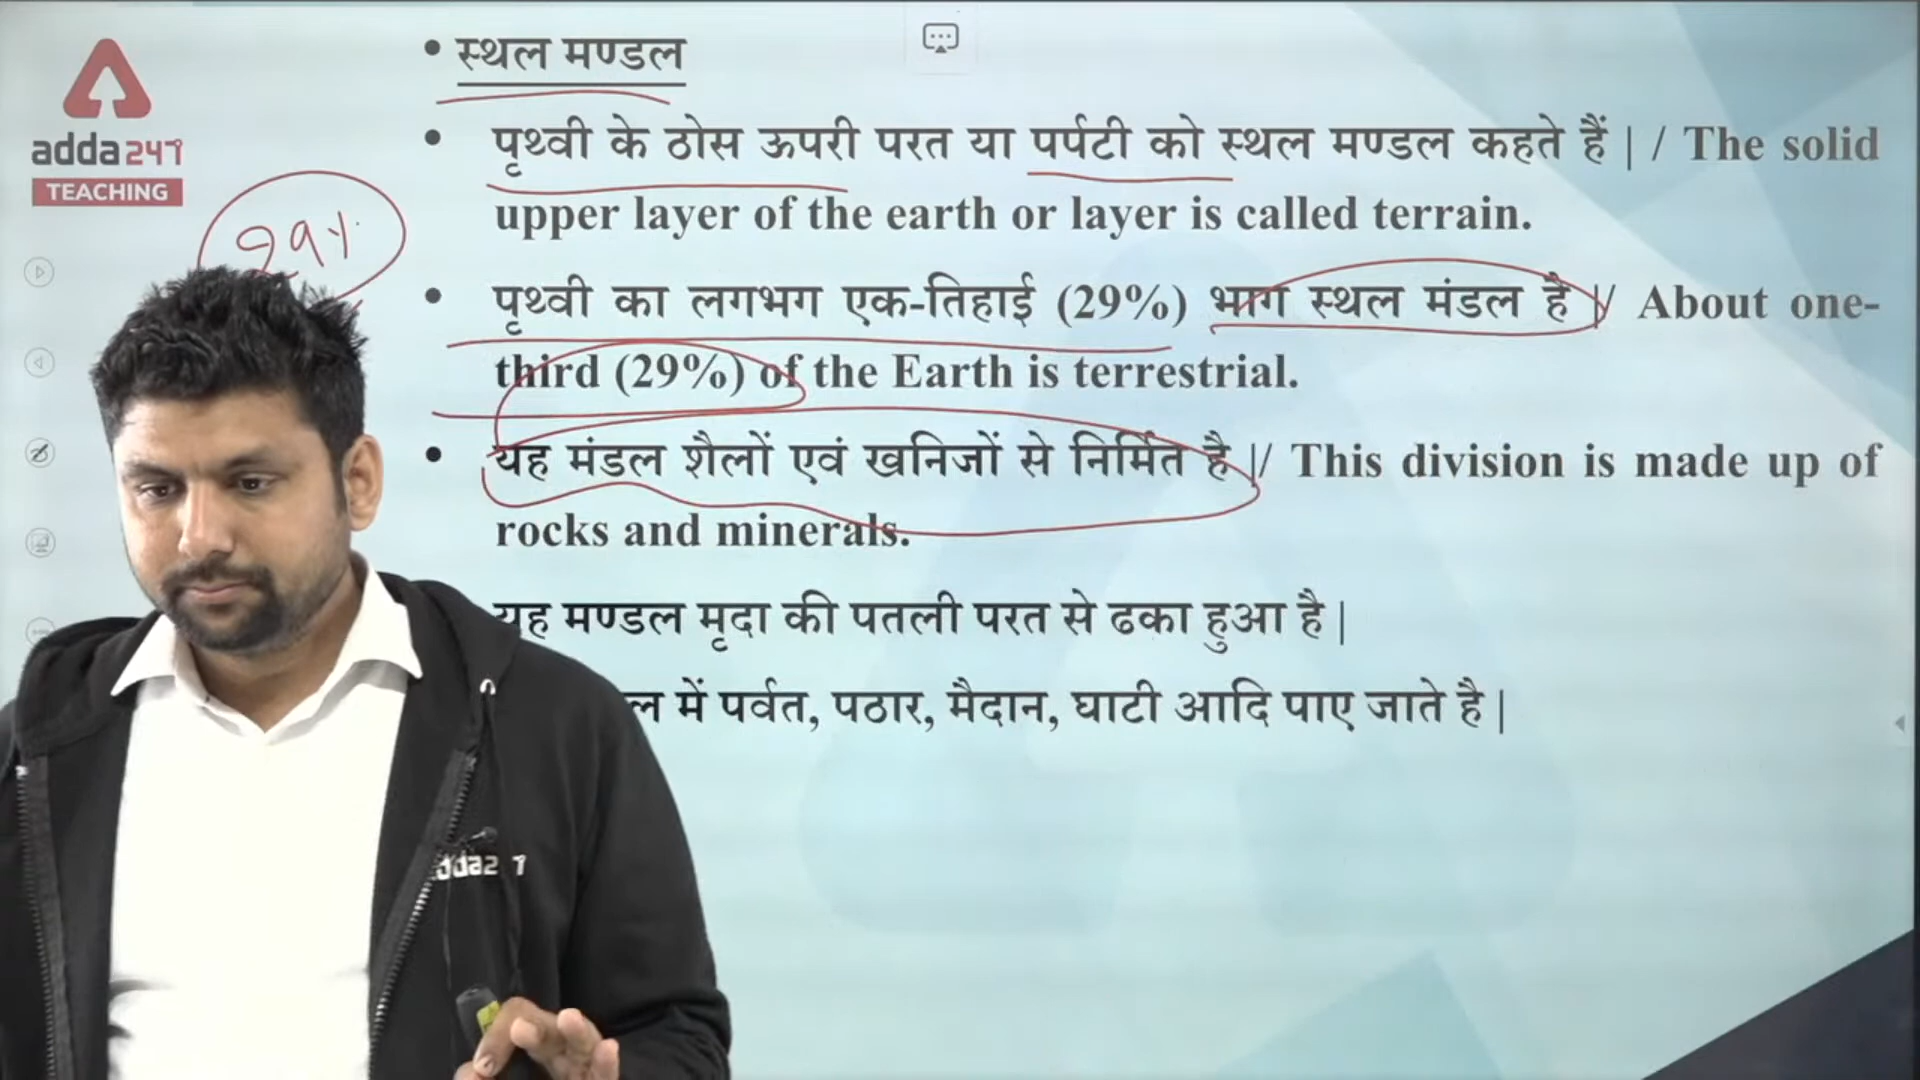 • स्थल मण्डल
adda247
TEACHING
• पृथ्वी के ठोस ऊपरी परत या पर्पटी को स्थल मण्डल कहते हैं | / The solid
upper layer of the earth or layer is called terrain.
29%
• पृथ्वी का लगभग एक-तिहाई (29%) भाग स्थल मंडल है |/ About one-
third (29%) of the Earth is terrestrial.
• यह मंडल शैलों एवं खनिजों से निर्मित है |/ This division is made up of
rocks and minerals.
यह मण्डल मृदा की पतली परत से ढका हुआ है |
में पर्वत, पठार, मैदान, घाटी आदि पाए जाते है |